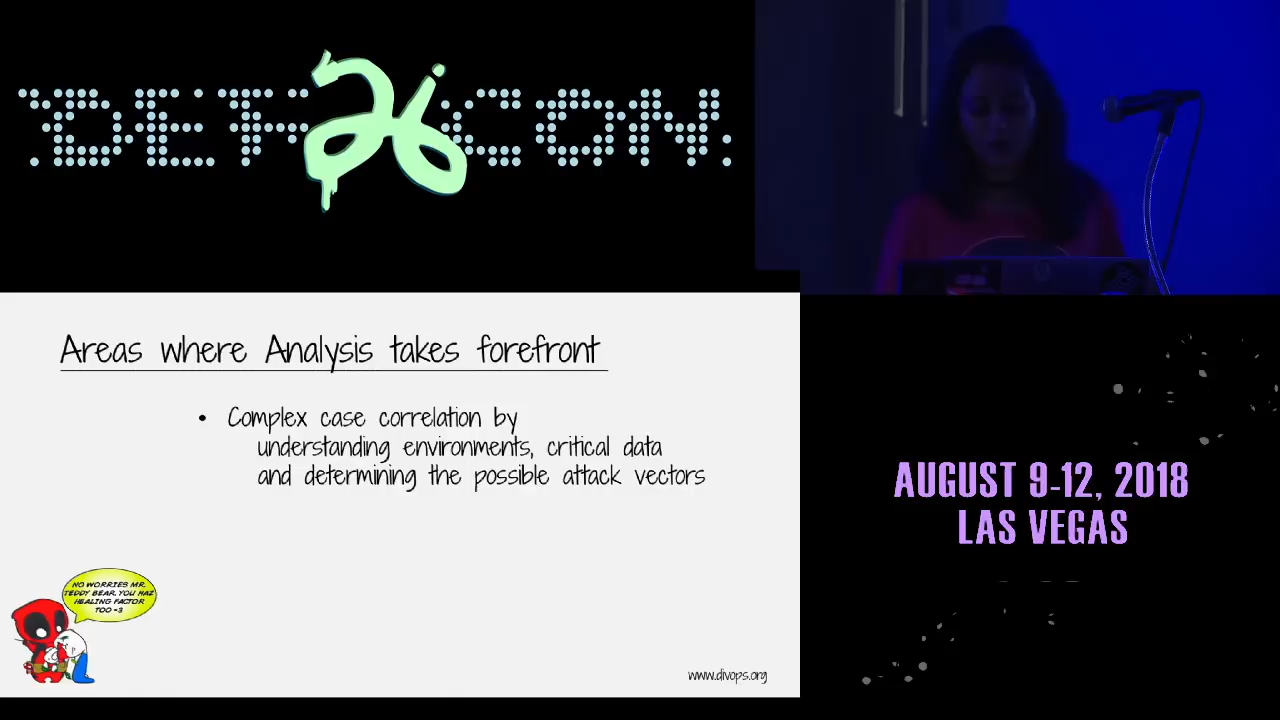 DEF 26 CON
Areas where Analysis takes forefront
• Complex case correlation by
understanding environments, critical data
and determining the possible attack vectors
NO WORRIES MR.
TEDDY BEAR, YOU HAZ
HEALING FACTOR
TOO =3
www.divops.org
AUGUST 9-12, 2018
LAS VEGAS